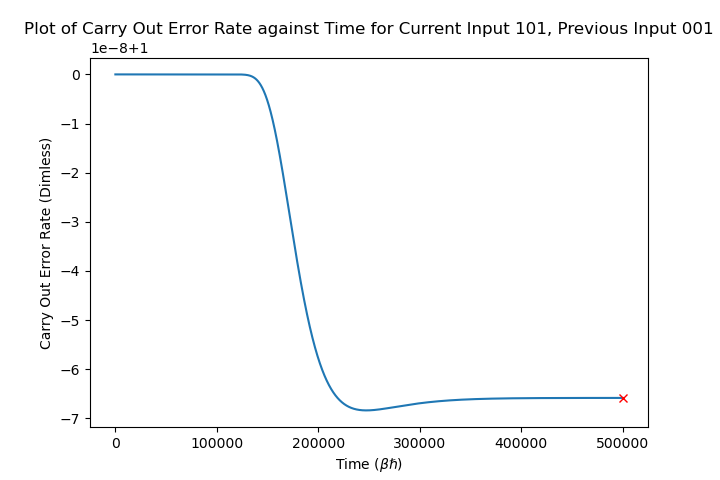 Plot of Carry Out Error Rate against Time for Current Input 101, Previous Input 001
1e−8+1
0
−1
−2
−3
−4
−5
−6
−7
Carry Out Error Rate (Dimless)
0 100000 200000 300000 400000 500000
Time (βħ)